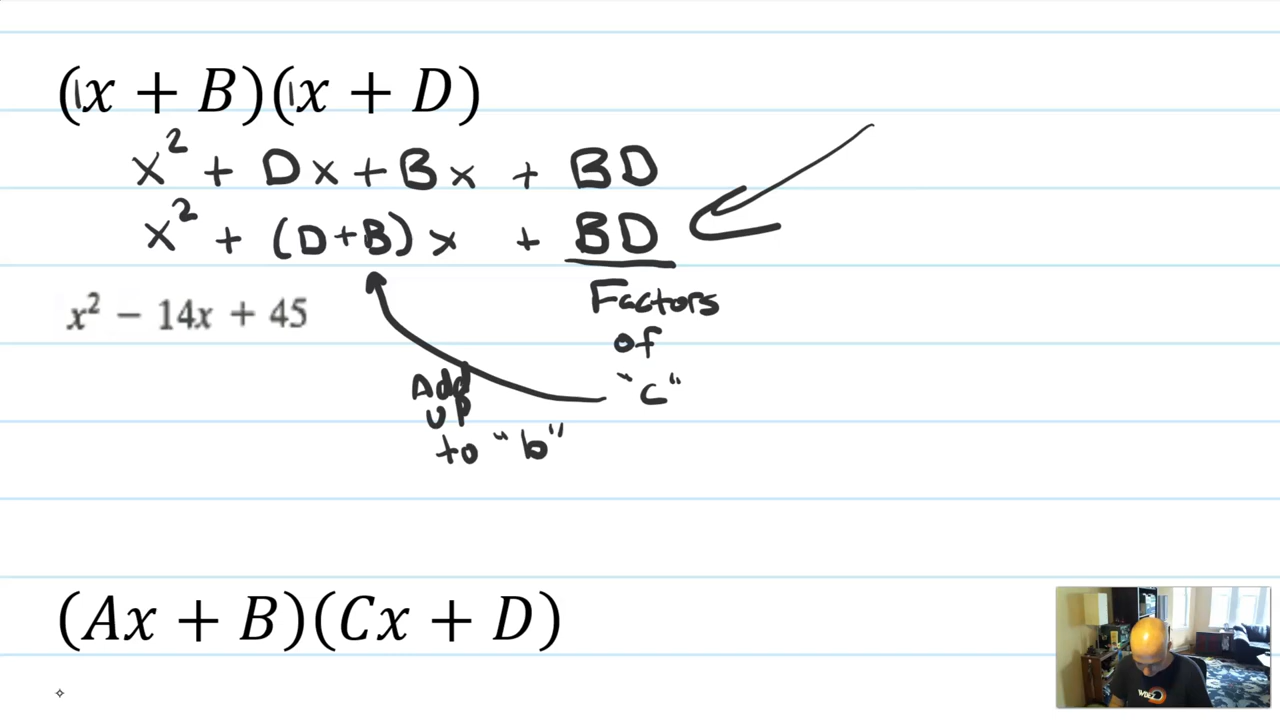 (1x + B)(1x + D)
x² + Dx + Bx + BD
x² + (D+B)x + BD
x² − 14x + 45
Factors
of
"c"
Add
up
to "b"
(Ax + B)(Cx + D)